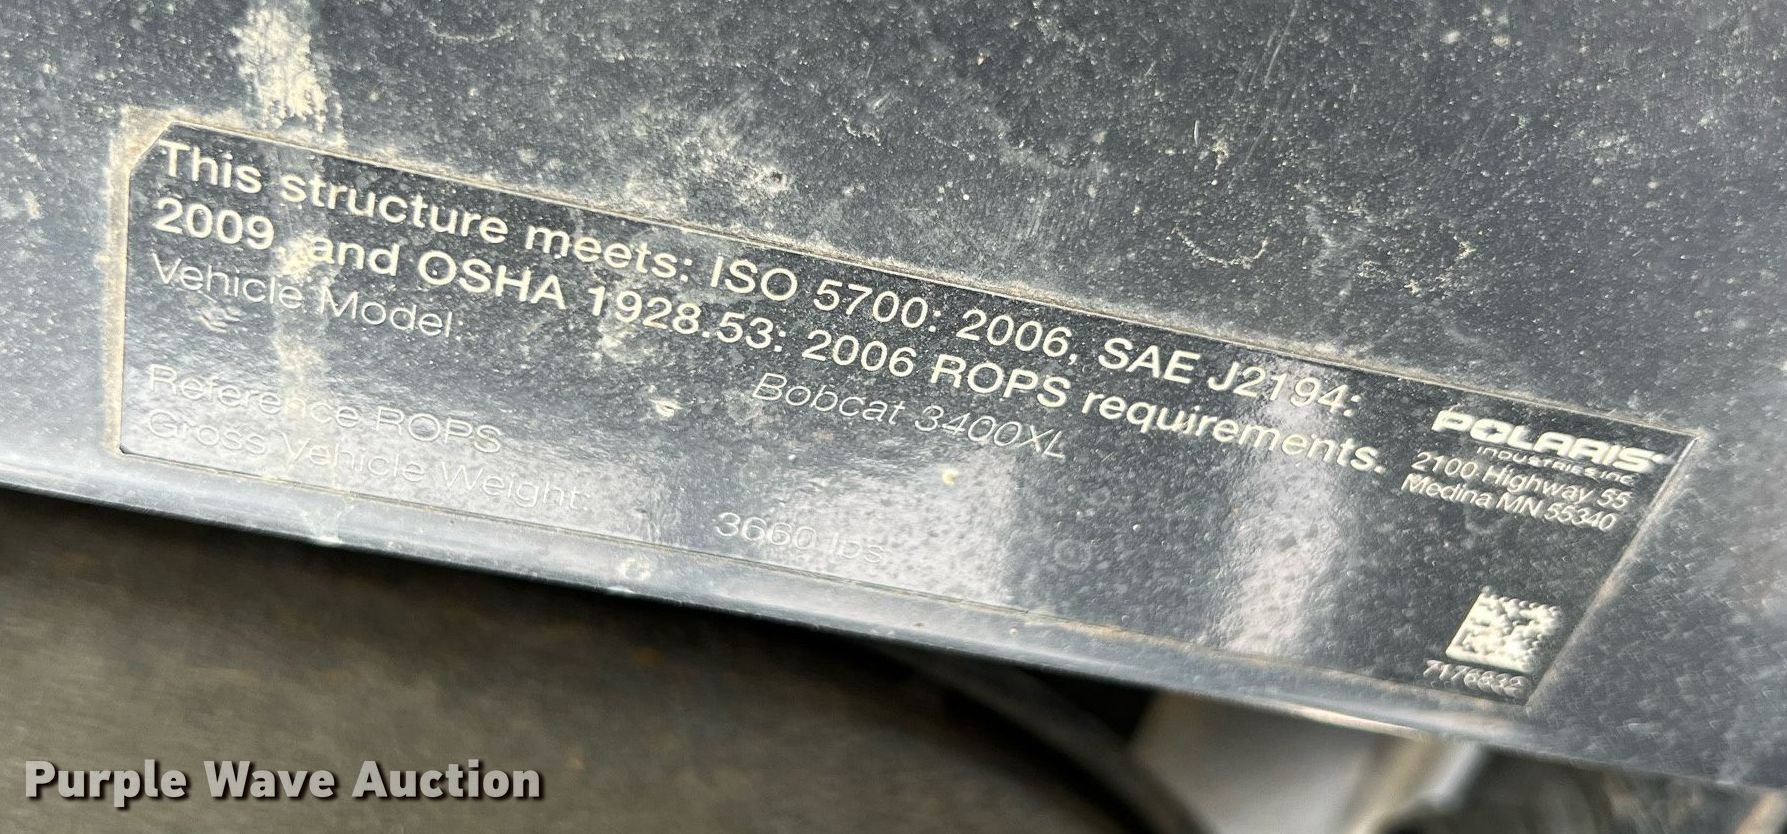 This structure meets: ISO 5700: 2006, SAE J2194:
2009, and OSHA 1928.53: 2006 ROPS requirements.
Vehicle Model:
Bobcat 3400XL
Reference ROPS
Gross Vehicle Weight:
3660 lbs
POLARIS
INDUSTRIES INC.
2100 Highway 55
Medina MN 55340
7176832
Purple Wave Auction